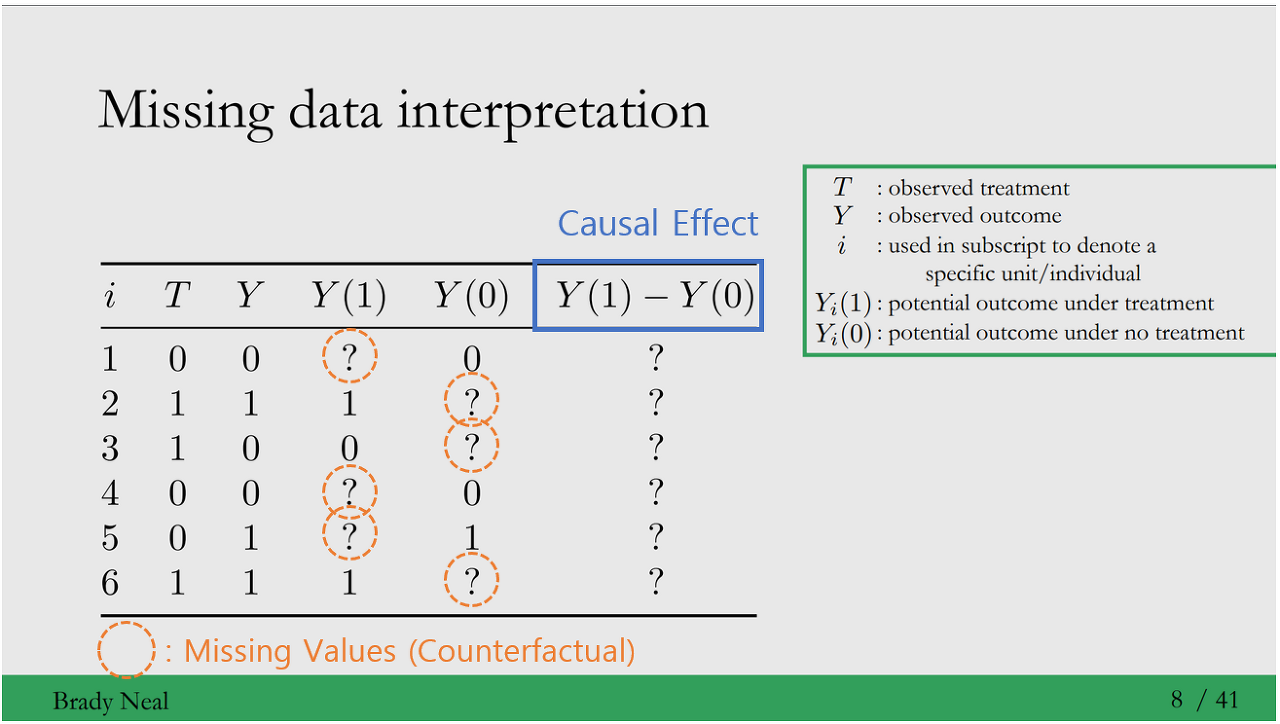 Missing data interpretation
T : observed treatment
Y : observed outcome
i : used in subscript to denote a
specific unit/individual
Yᵢ(1) : potential outcome under treatment
Yᵢ(0) : potential outcome under no treatment
Causal Effect
i T Y Y(1) Y(0) Y(1) − Y(0)
1 0 0 ? 0 ?
2 1 1 1 ? ?
3 1 0 0 ? ?
4 0 0 ? 0 ?
5 0 1 ? 1 ?
6 1 1 1 ? ?
: Missing Values (Counterfactual)
Brady Neal
8 / 41